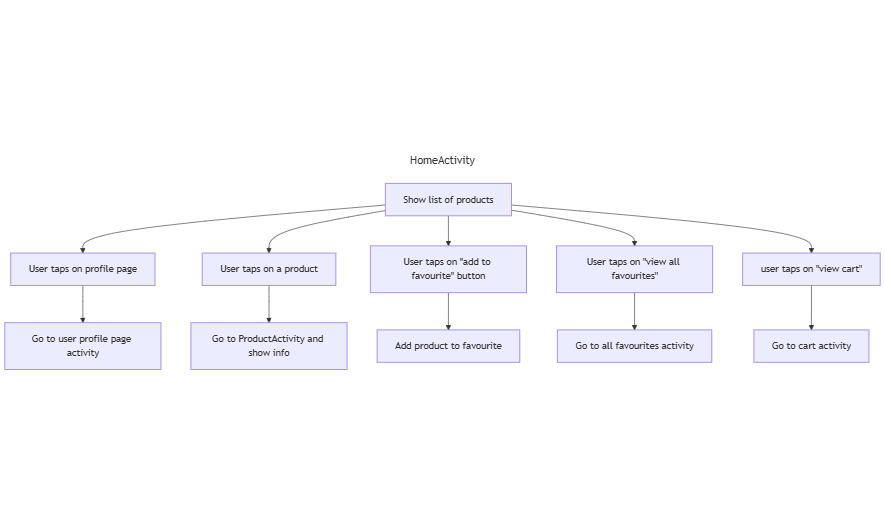 HomeActivity
Show list of products
User taps on profile page
User taps on a product
User taps on "add to
favourite" button
User taps on "view all
favourites"
user taps on "view cart"
Go to user profile page
activity
Go to ProductActivity and
show info
Add product to favourite
Go to all favourites activity
Go to cart activity